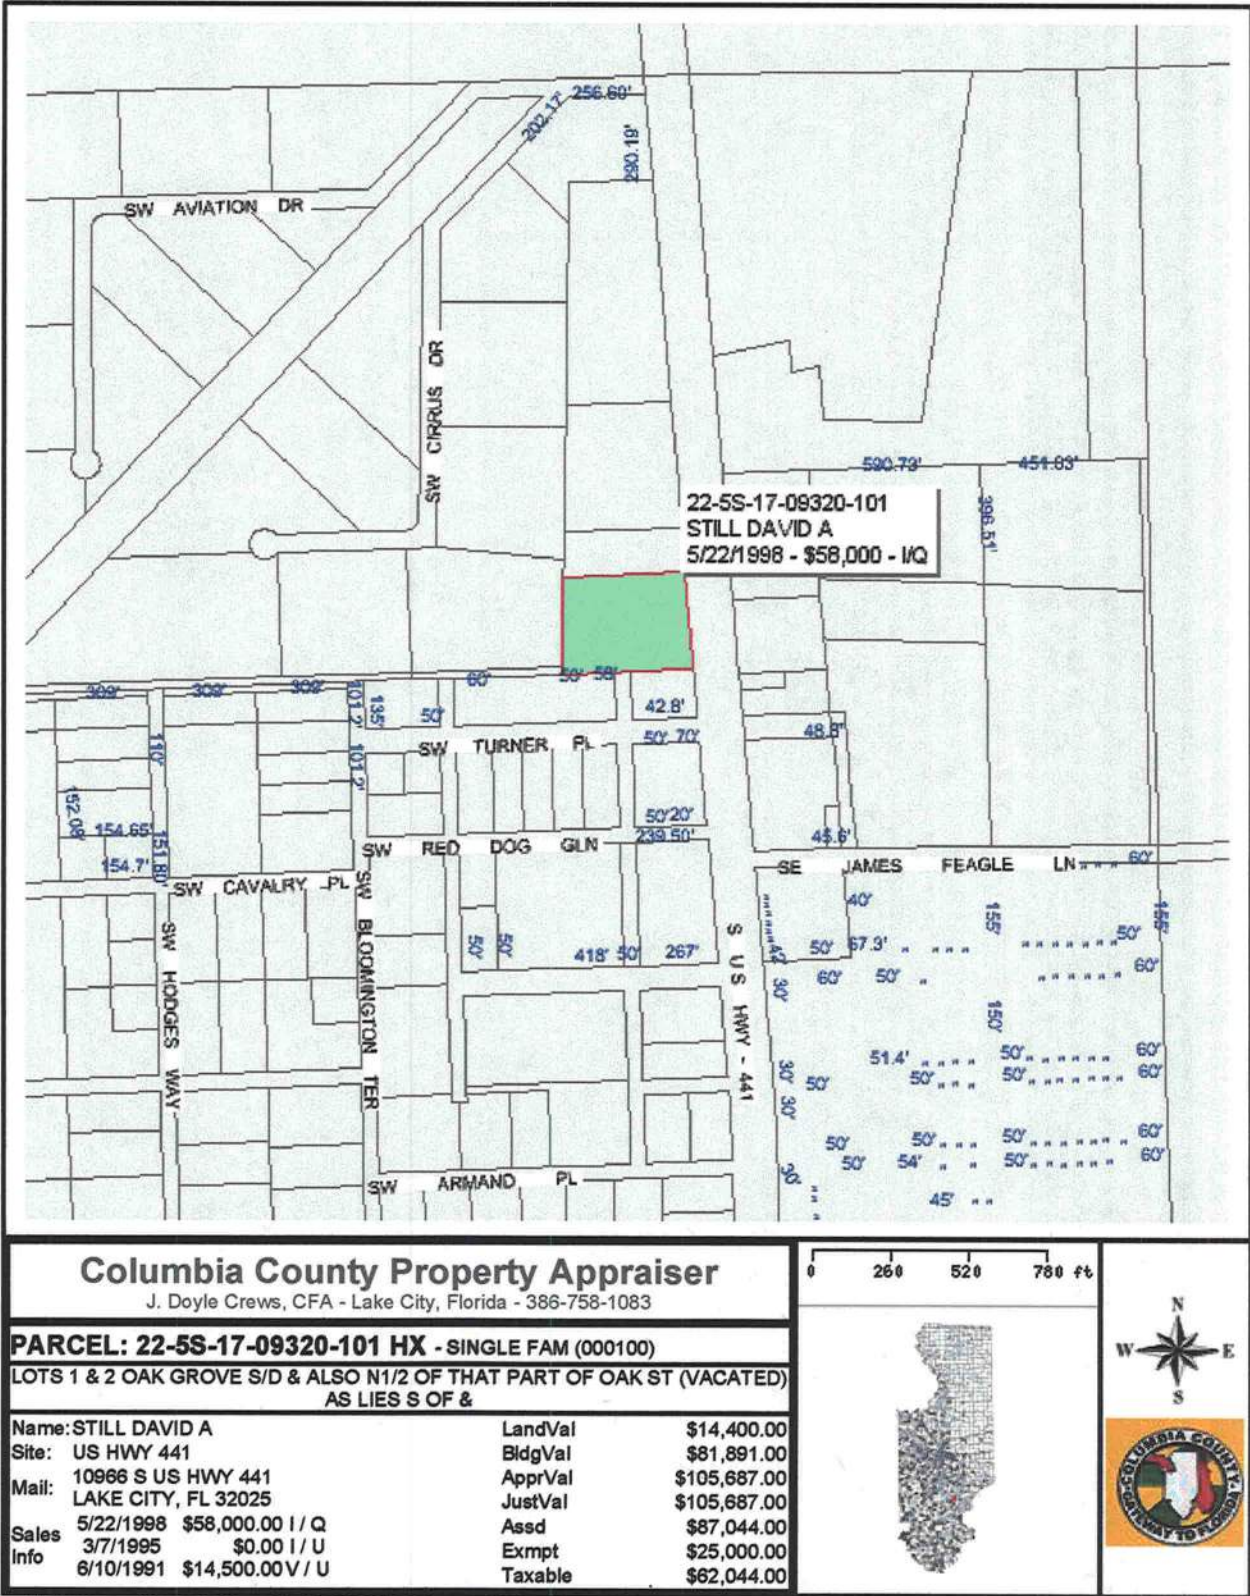 256.60'
202.17'
290.19'
SW AVIATION DR
SW CIRRUS DR
590.73' 451.83'
396.51'
22-5S-17-09320-101
STILL DAVID A
5/22/1998 - $58,000 - I/Q
309' 309' 309' 60' 50' 58'
101.2' 135' 50' 42.8'
SW TURNER PL 50' 70' 48.8'
110' 101.2'
152.08' 154.65' 151.80' 50' 20'
239.50' 45.6'
SW RED DOG GLN
154.7' SW CAVALRY PL
SE JAMES FEAGLE LN 60'
SW HODGES WAY
SW BLOOMINGTON TER
S US HWY - 441
40' 155' 155'
50' 50' 418' 50' 267' 50' 67.3' 50'
60' 50' 60'
30'
150'
51.4' 50' 60'
30' 50' 50' 50' 60'
30'
50' 50' 50' 60'
50' 54' 50' 60'
30'
45'
SW ARMAND PL
Columbia County Property Appraiser
J. Doyle Crews, CFA - Lake City, Florida - 386-758-1083
0 260 520 780 ft
PARCEL: 22-5S-17-09320-101 HX - SINGLE FAM (000100)
LOTS 1 & 2 OAK GROVE S/D & ALSO N1/2 OF THAT PART OF OAK ST (VACATED)
AS LIES S OF &
Name: STILL DAVID A LandVal $14,400.00
Site: US HWY 441 BldgVal $81,891.00
Mail: 10966 S US HWY 441 ApprVal $105,687.00
LAKE CITY, FL 32025 JustVal $105,687.00
Sales Info 5/22/1998 $58,000.00 I / Q Assd $87,044.00
3/7/1995 $0.00 I / U Exmpt $25,000.00
6/10/1991 $14,500.00 V / U Taxable $62,044.00
N
W E
S
COLUMBIA COUNTY
GATEWAY TO FLORIDA